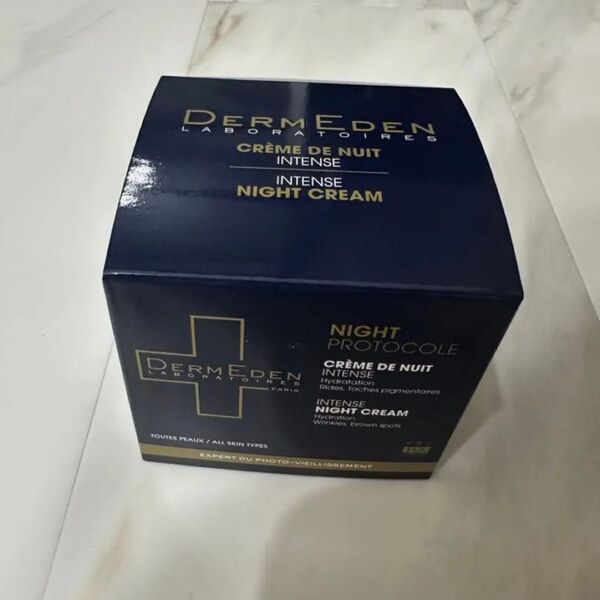 DERMEDEN
LABORATOIRES
CRÈME DE NUIT
INTENSE
INTENSE
NIGHT CREAM
DERMEDEN
LABORATOIRES
PARIS
TOUTES PEAUX / ALL SKIN TYPES
NIGHT
PROTOCOLE
CRÈME DE NUIT
INTENSE
Hydratation
Rides, taches pigmentaires
INTENSE
NIGHT CREAM
Hydration
Wrinkles, brown spots
EXPERT DU PHOTO-VIEILLISSEMENT